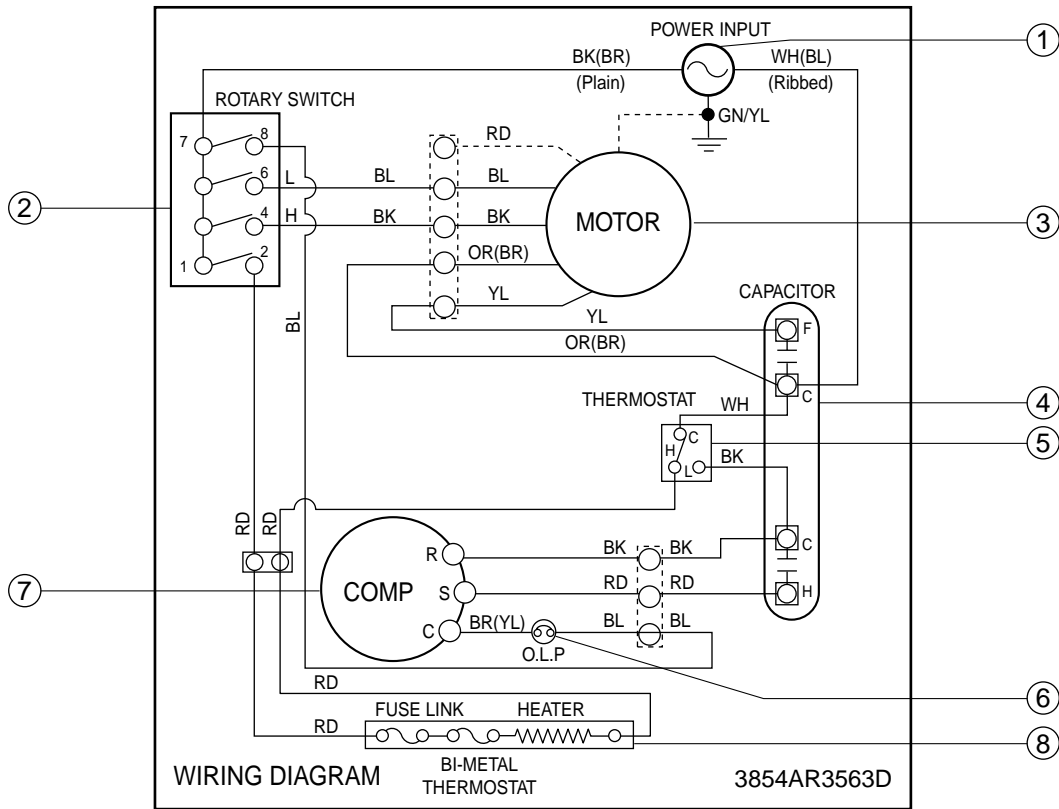 POWER INPUT
1
BK(BR)
WH(BL)
(Plain)
(Ribbed)
ROTARY SWITCH
GN/YL
RD
7
8
6
L
BL
BL
2
4
H
BK
BK
MOTOR
3
1
2
OR(BR)
YL
CAPACITOR
BL
YL
F
OR(BR)
C
THERMOSTAT
WH
4
C
H
L
BK
5
RD
RD
R
BK
BK
C
COMP
S
RD
RD
H
7
C
BR(YL)
BL
BL
O.L.P
RD
6
FUSE LINK
HEATER
RD
8
BI-METAL
THERMOSTAT
WIRING DIAGRAM
3854AR3563D